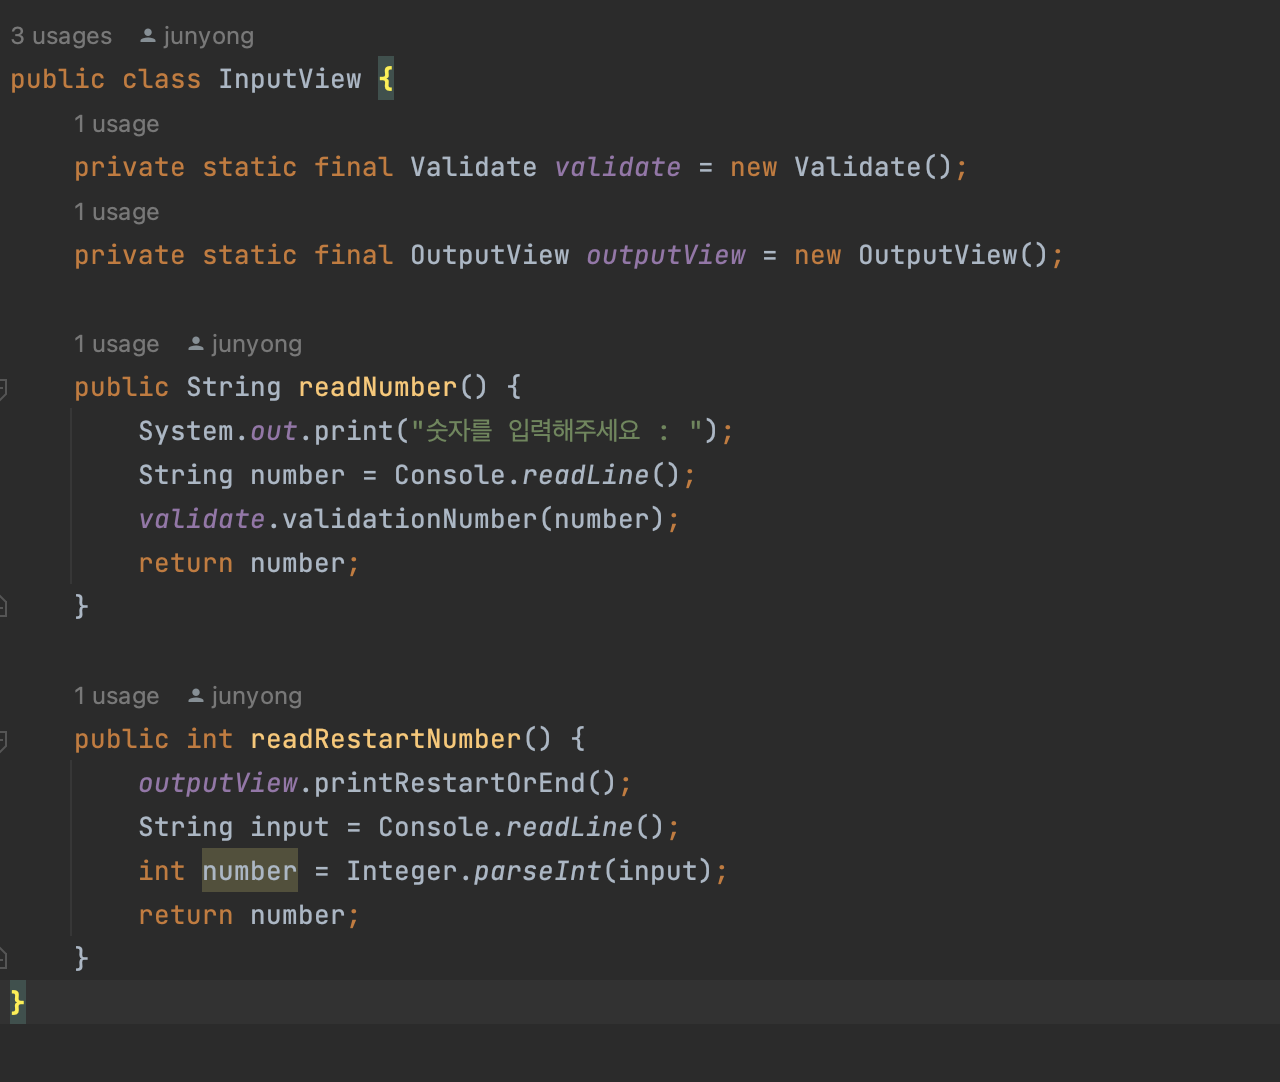 3 usages junyong
public class InputView {
1 usage
private static final Validate validate = new Validate();
1 usage
private static final OutputView outputView = new OutputView();
1 usage junyong
public String readNumber() {
System.out.print("숫자를 입력해주세요 : ");
String number = Console.readLine();
validate.validationNumber(number);
return number;
}
1 usage junyong
public int readRestartNumber() {
outputView.printRestartOrEnd();
String input = Console.readLine();
int number = Integer.parseInt(input);
return number;
}
}